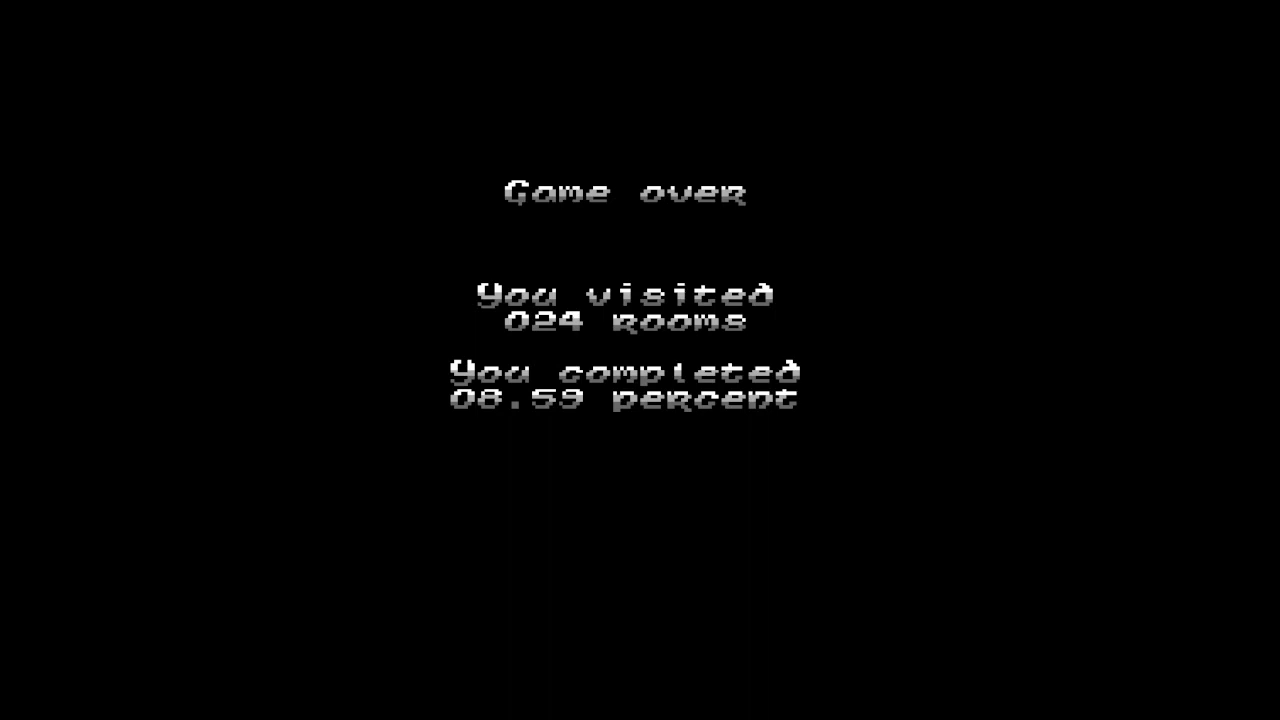 Game over
You visited
024 rooms
You completed
08.59 percent